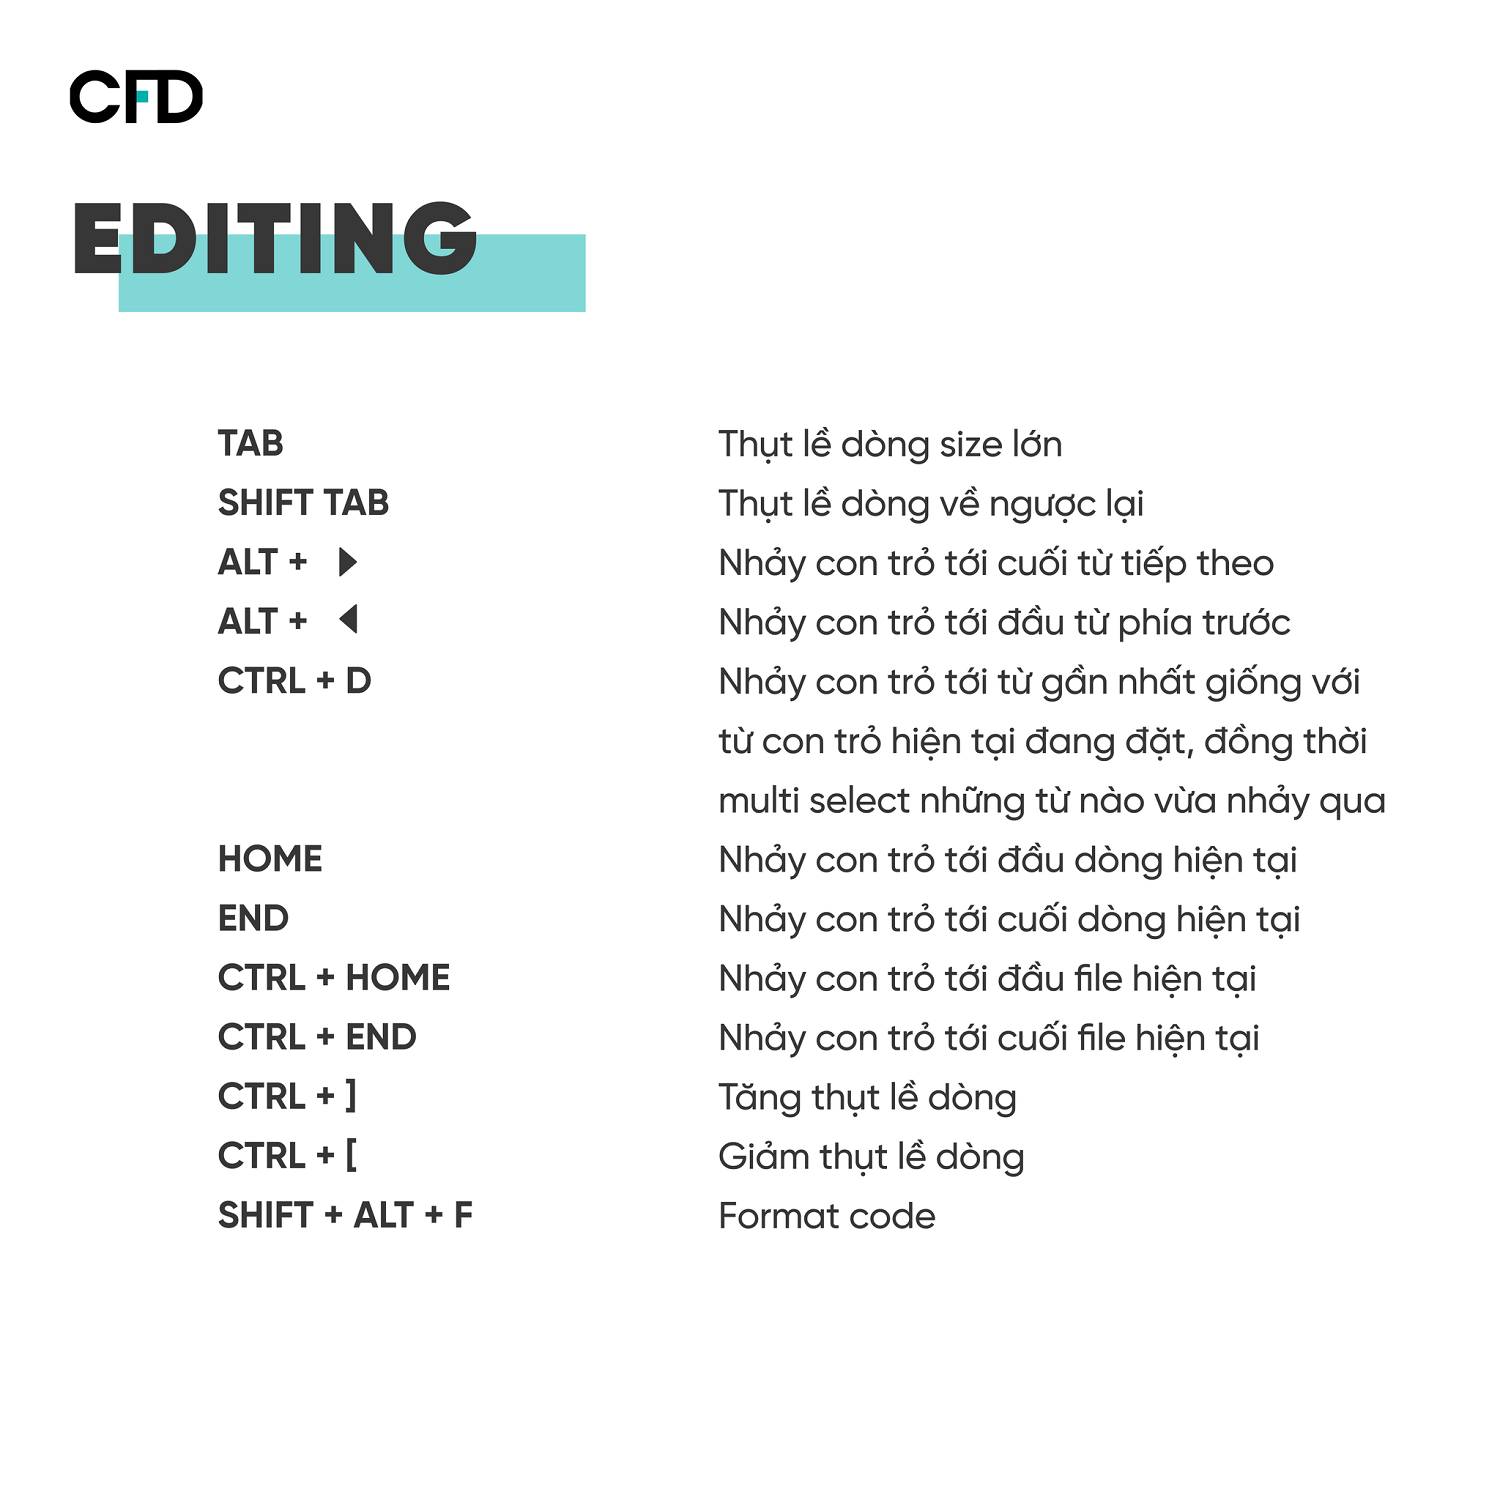 CFD
EDITING
TAB Thụt lề dòng size lớn
SHIFT TAB Thụt lề dòng về ngược lại
ALT + ▶ Nhảy con trỏ tới cuối từ tiếp theo
ALT + ◀ Nhảy con trỏ tới đầu từ phía trước
CTRL + D Nhảy con trỏ tới từ gần nhất giống với
từ con trỏ hiện tại đang đặt, đồng thời
multi select những từ nào vừa nhảy qua
HOME Nhảy con trỏ tới đầu dòng hiện tại
END Nhảy con trỏ tới cuối dòng hiện tại
CTRL + HOME Nhảy con trỏ tới đầu file hiện tại
CTRL + END Nhảy con trỏ tới cuối file hiện tại
CTRL + ] Tăng thụt lề dòng
CTRL + [ Giảm thụt lề dòng
SHIFT + ALT + F Format code